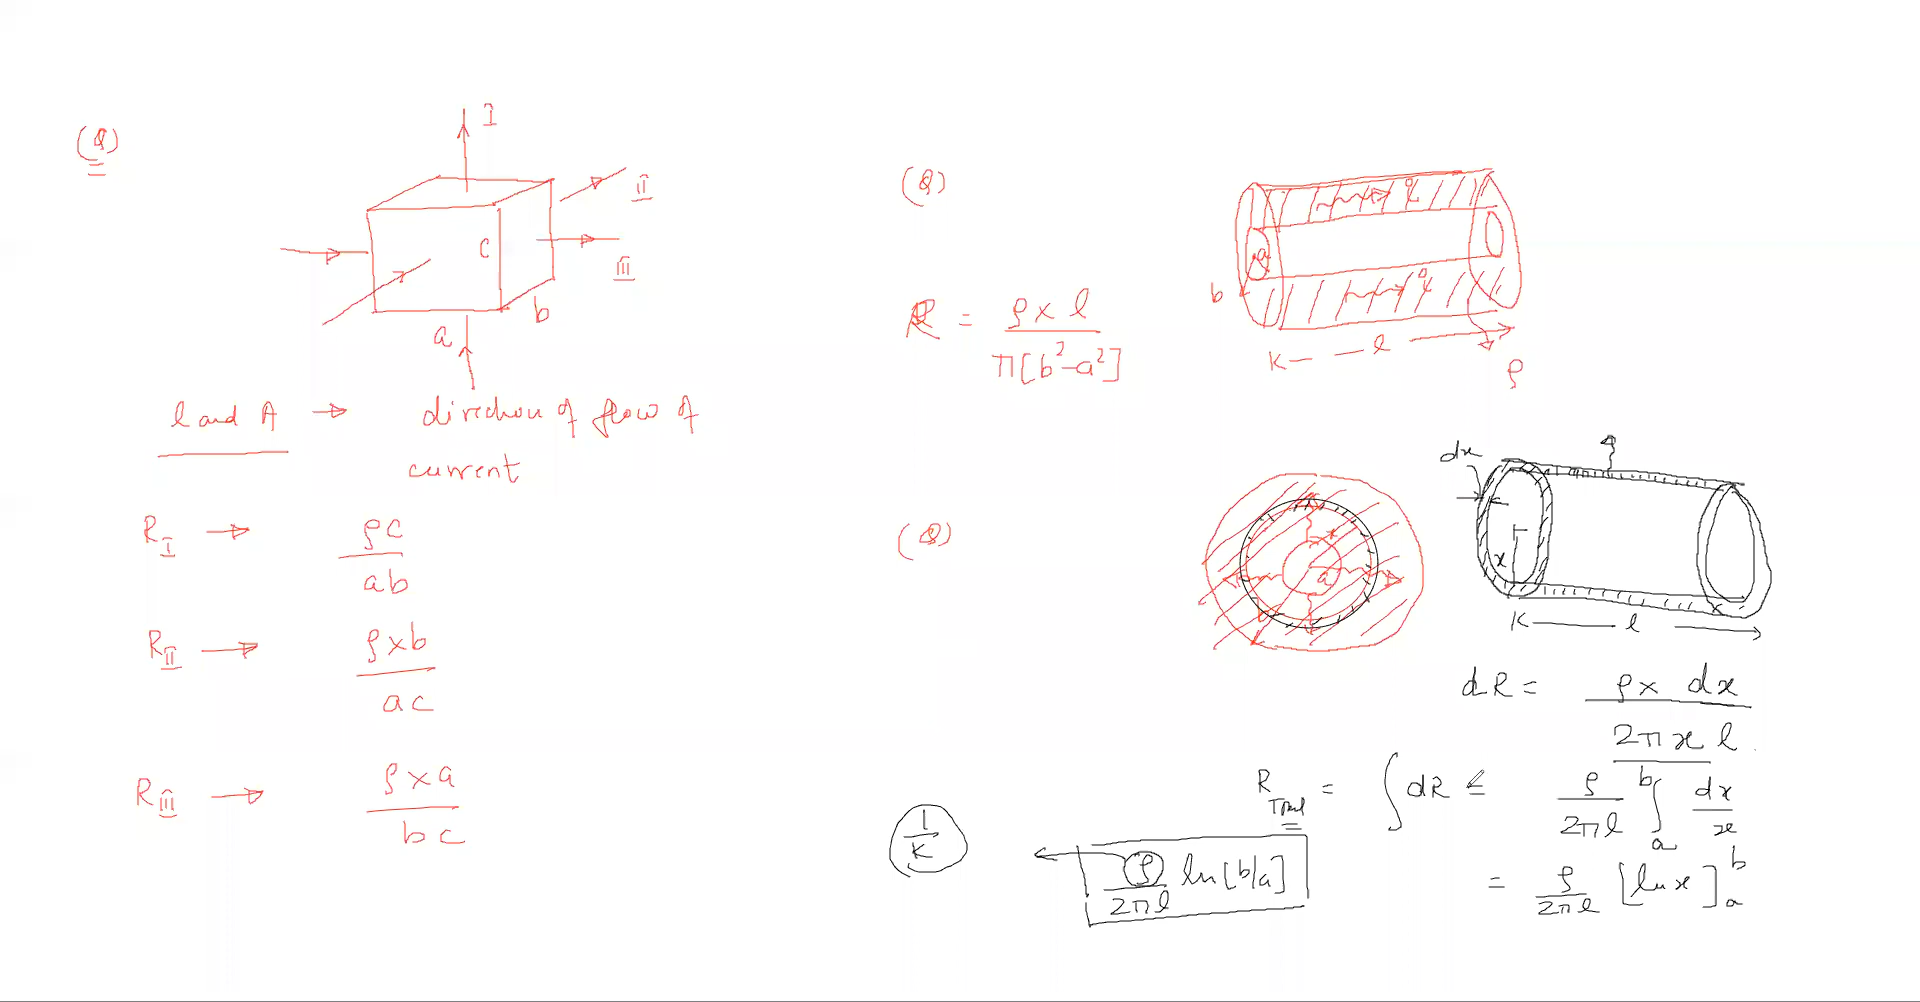 (Q)
I
II
III
c
b
a
l and A → direction of flow of
current
R_I → ρc / ab
R_II → ρ×b / ac
R_III → ρ×a / bc
(Q)
i
a
i
b
l
ρ
R = ρ × l / π[b²-a²]
(Q)
x
a
b
dx
x
l
dR = ρ × dx / 2πx l
R_Total = ∫ dR = ρ / 2πl ∫_a^b dx / x
= ρ / 2πl [ln x]_a^b
1 / K
ρ / 2πl ln[b/a]